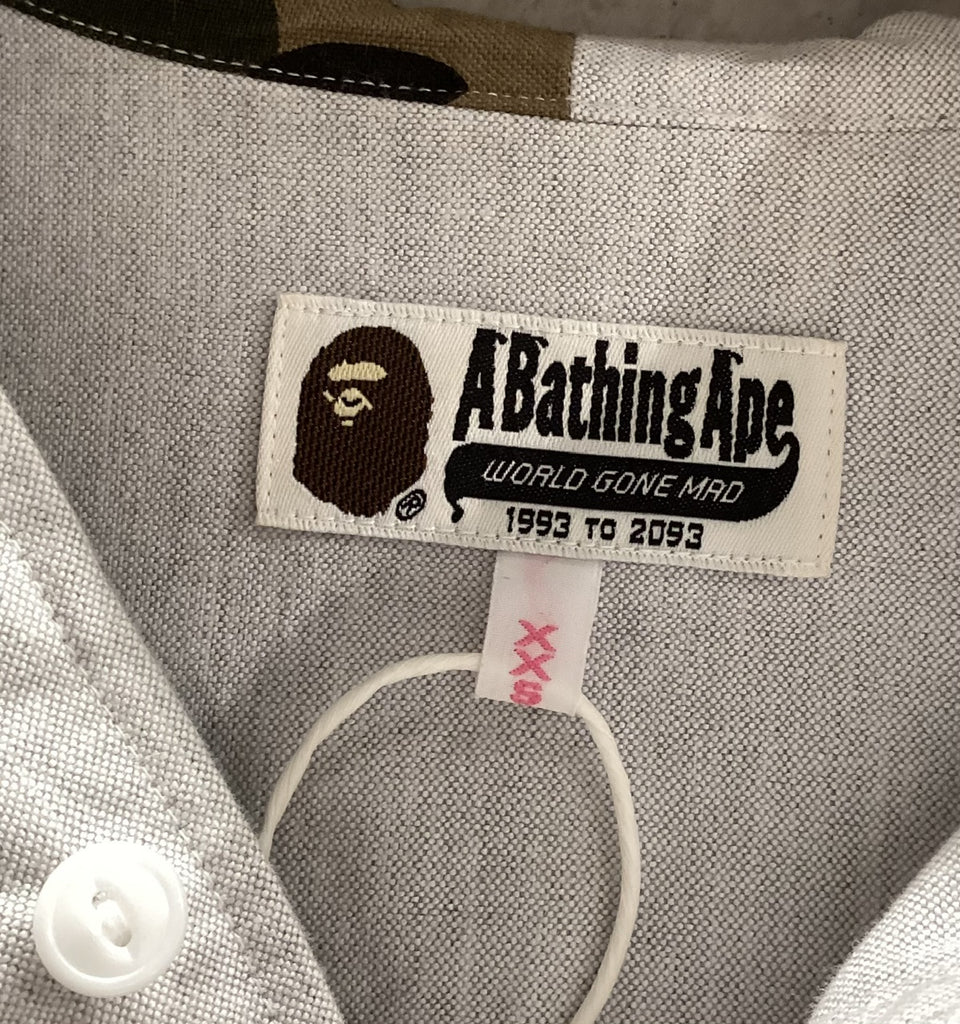 A Bathing Ape
WORLD GONE MAD
1993 TO 2093
®
XXS